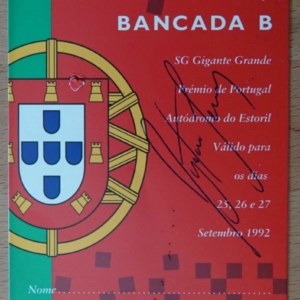 BANCADA B
SG Gigante Grande
Prémio de Portugal
Autódromo do Estoril
Válido para
os dias
25, 26 e 27
Setembro 1992
Nome